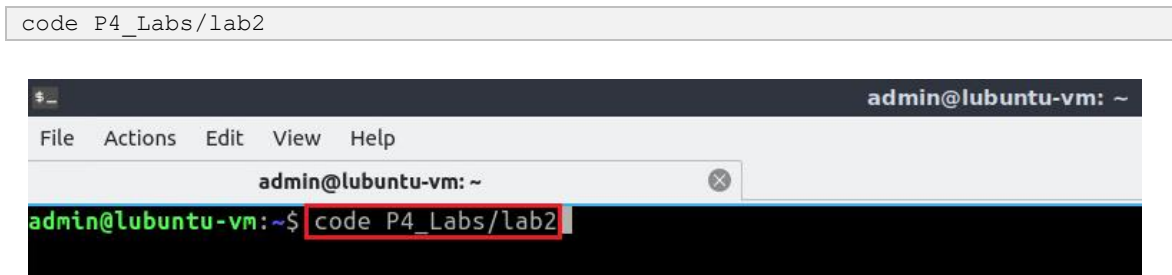 code P4_Labs/lab2
$_
admin@lubuntu-vm: ~
File Actions Edit View Help
admin@lubuntu-vm: ~
admin@lubuntu-vm:~$ code P4_Labs/lab2